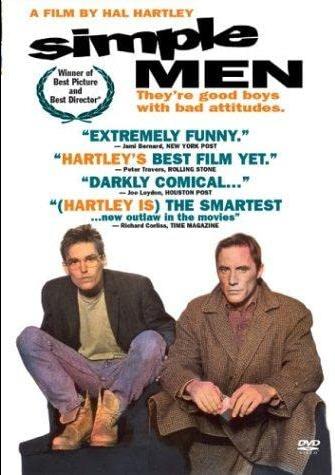 A FILM BY HAL HARTLEY
simple
MEN
Winner of
Best Picture
and
Best Director*
They're good boys
with bad attitudes.
"EXTREMELY FUNNY."
— Jami Bernard, NEW YORK POST
"HARTLEY'S BEST FILM YET."
— Peter Travers, ROLLING STONE
"DARKLY COMICAL..."
— Joe Leydon, HOUSTON POST
"(HARTLEY IS) THE SMARTEST
...new outlaw in the movies"
— Richard Corliss, TIME MAGAZINE
DVD
VIDEO